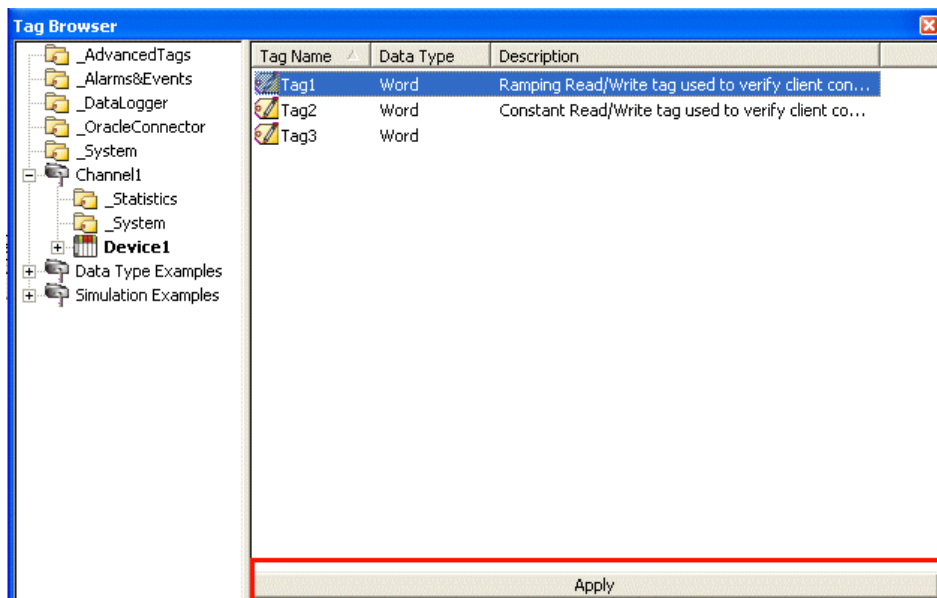 Tag Browser
_AdvancedTags
_Alarms&Events
_DataLogger
_OracleConnector
_System
Channel1
_Statistics
_System
Device1
Data Type Examples
Simulation Examples
Tag Name Data Type Description
Tag1 Word Ramping Read/Write tag used to verify client con...
Tag2 Word Constant Read/Write tag used to verify client co...
Tag3 Word
Apply